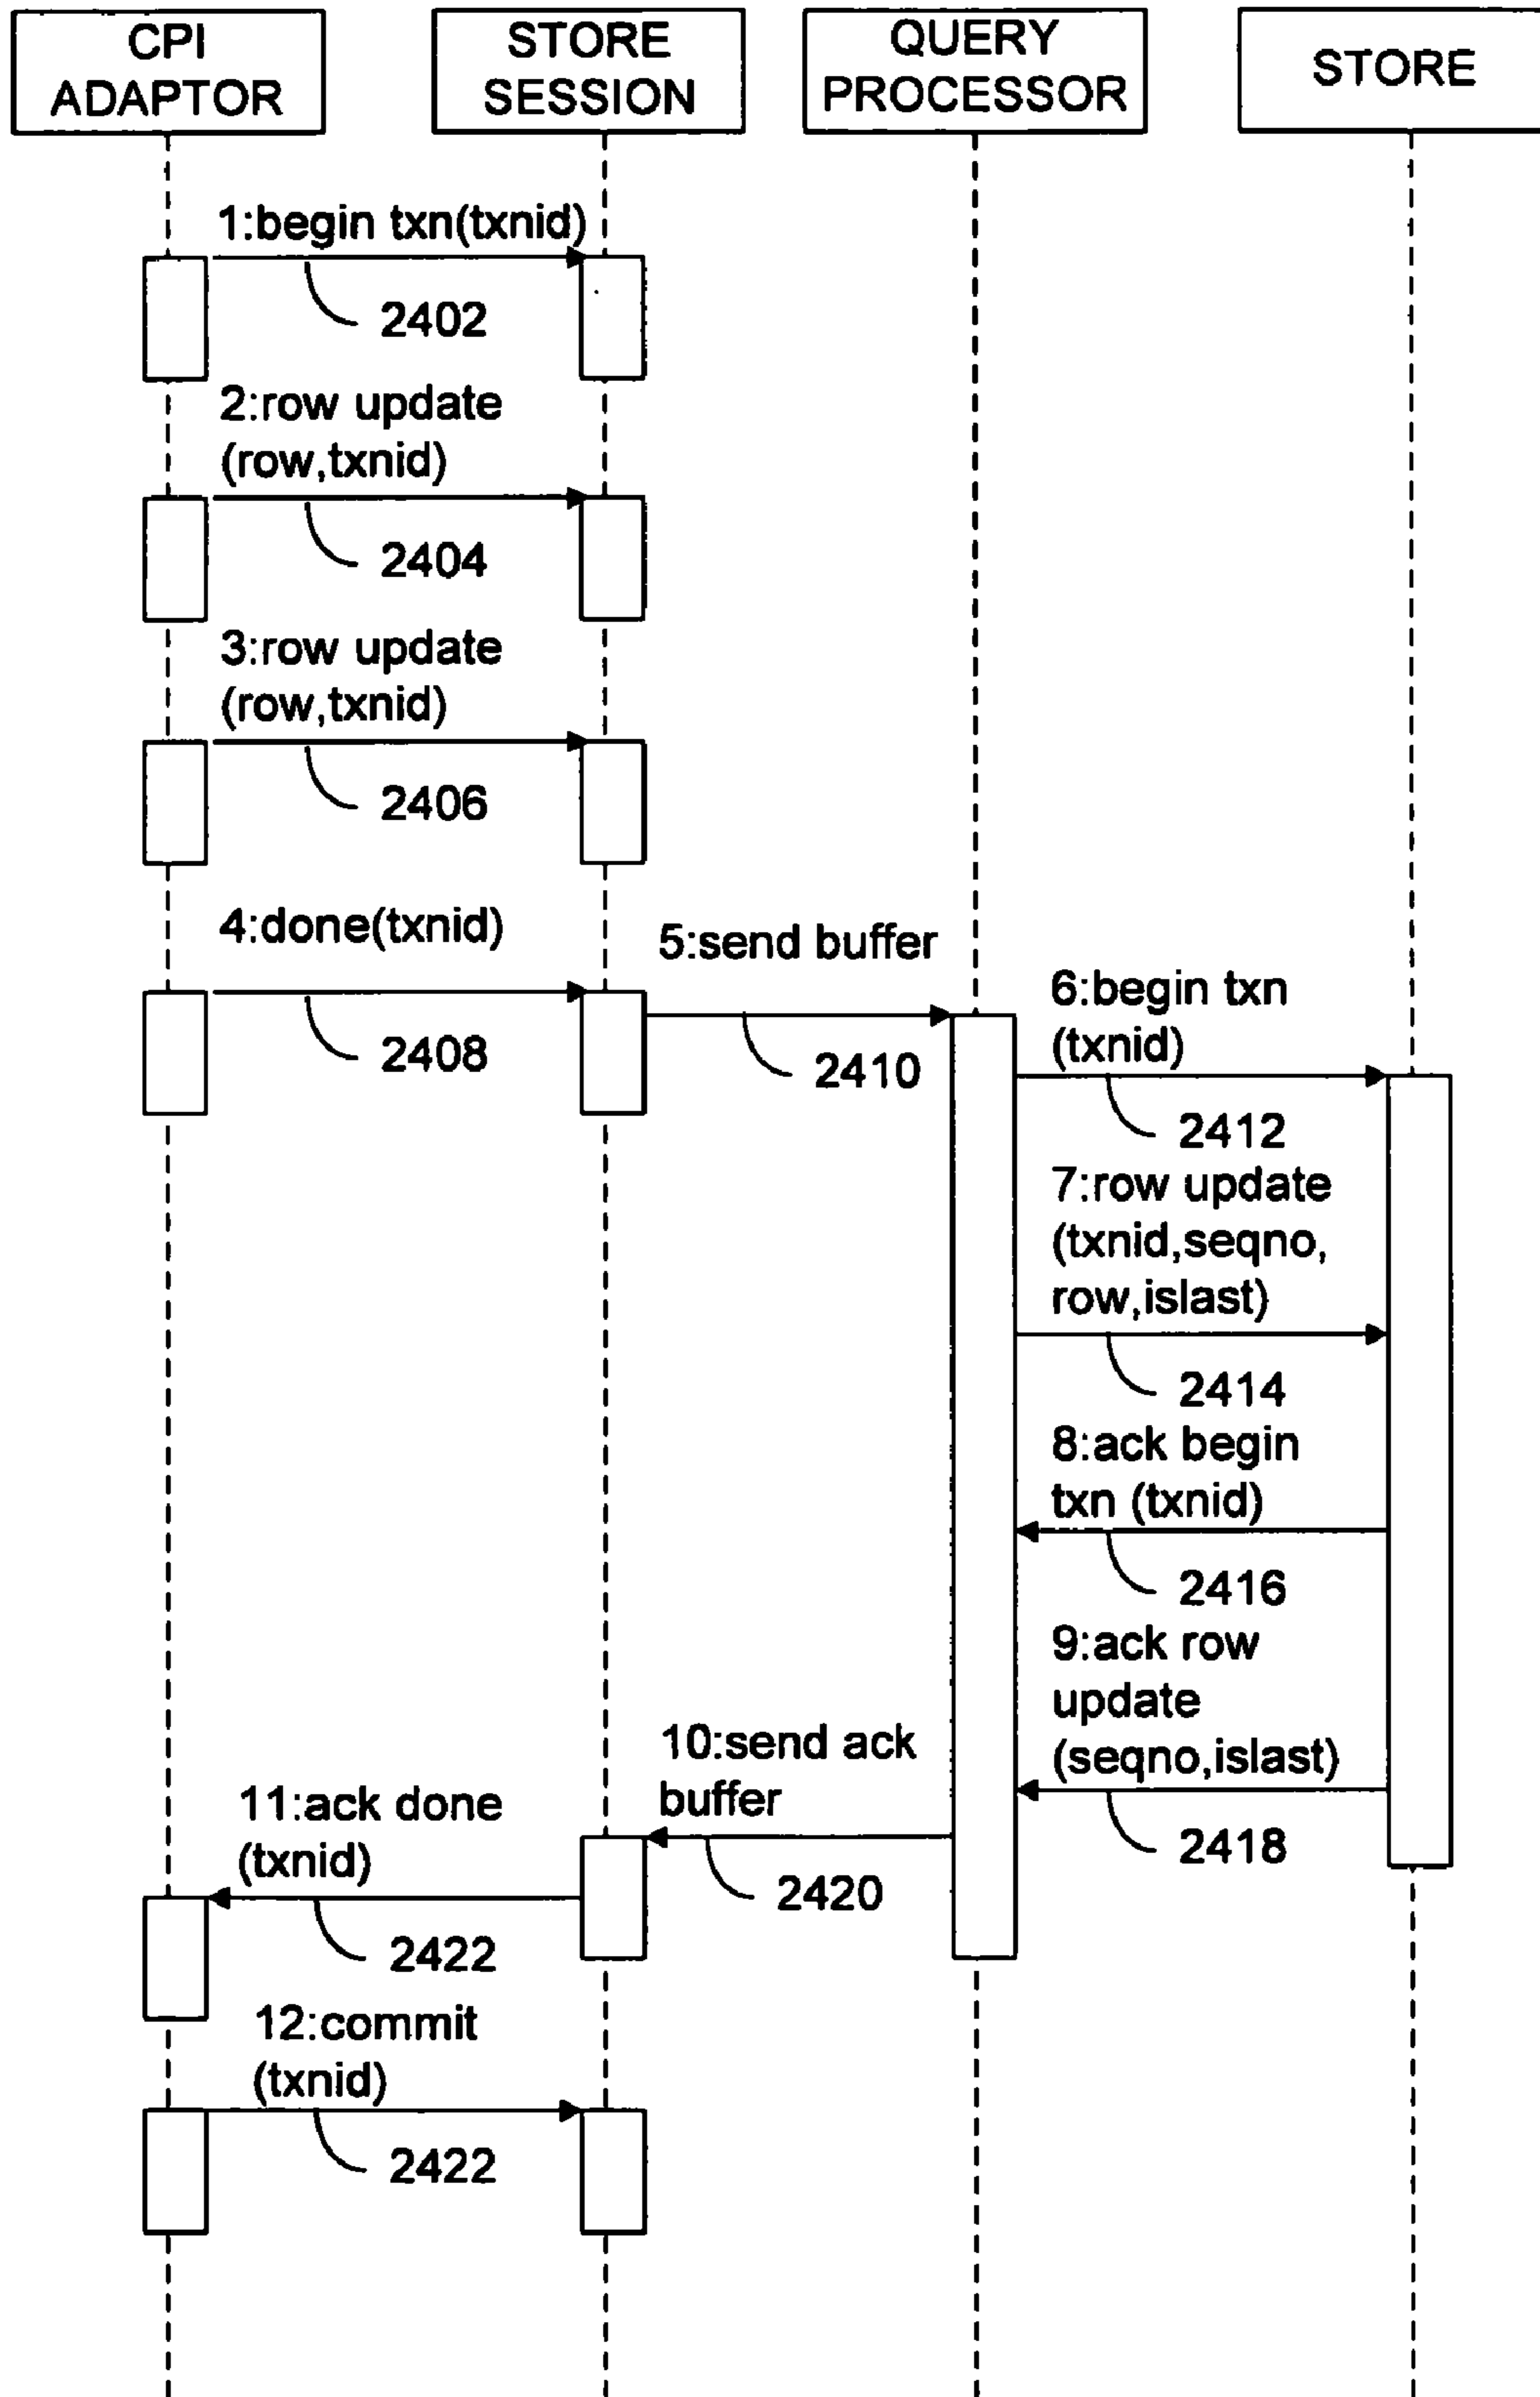 CPI
ADAPTOR
STORE
SESSION
QUERY
PROCESSOR
STORE
1:begin txn(txnid)
2402
2:row update
(row,txnid)
2404
3:row update
(row,txnid)
2406
4:done(txnid)
2408
5:send buffer
2410
6:begin txn
(txnid)
2412
7:row update
(txnid,seqno,
row,islast)
2414
8:ack begin
txn (txnid)
2416
9:ack row
update
(seqno,islast)
2418
10:send ack
buffer
2420
11:ack done
(txnid)
2422
12:commit
(txnid)
2422